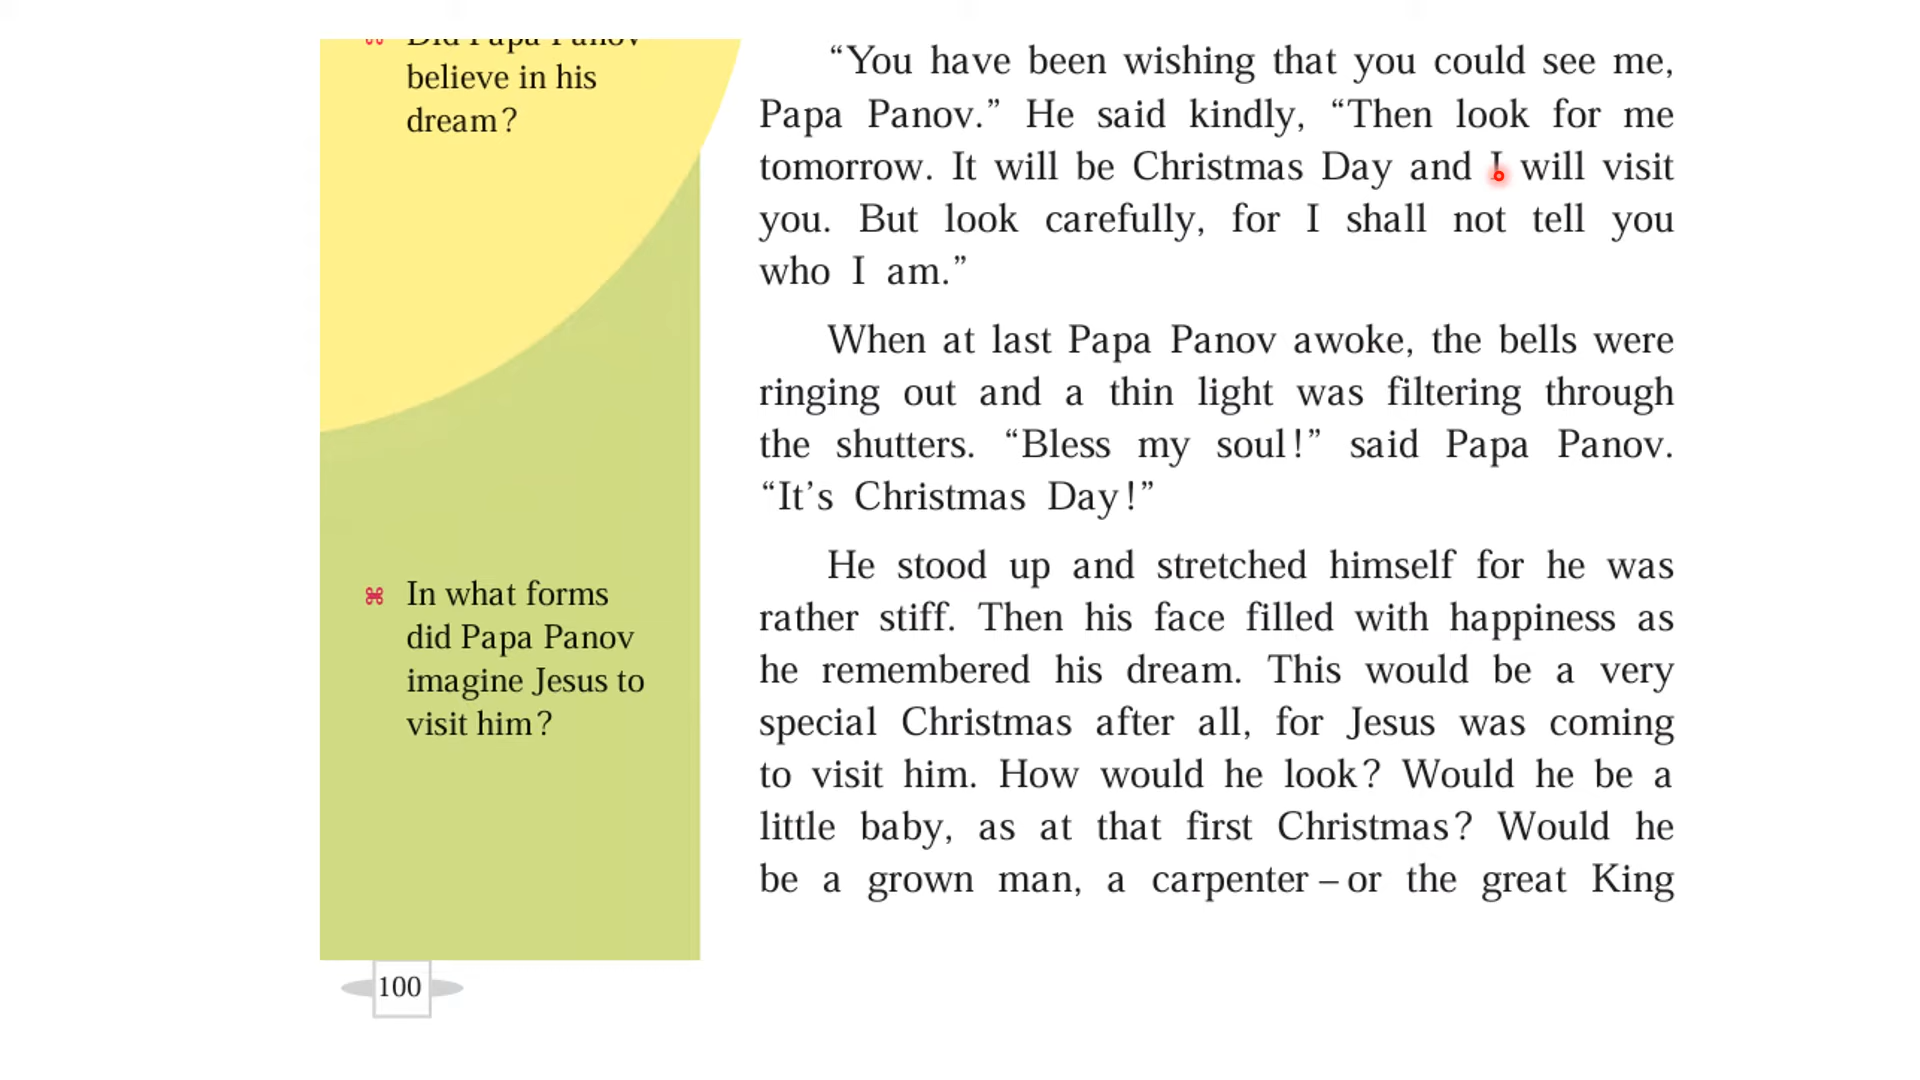 Did Papa Panov
believe in his
dream?
In what forms
did Papa Panov
imagine Jesus to
visit him?
100
“You have been wishing that you could see me,
Papa Panov.” He said kindly, “Then look for me
tomorrow. It will be Christmas Day and I will visit
you. But look carefully, for I shall not tell you
who I am.”
When at last Papa Panov awoke, the bells were
ringing out and a thin light was filtering through
the shutters. “Bless my soul!” said Papa Panov.
“It’s Christmas Day!”
He stood up and stretched himself for he was
rather stiff. Then his face filled with happiness as
he remembered his dream. This would be a very
special Christmas after all, for Jesus was coming
to visit him. How would he look? Would he be a
little baby, as at that first Christmas? Would he
be a grown man, a carpenter – or the great King